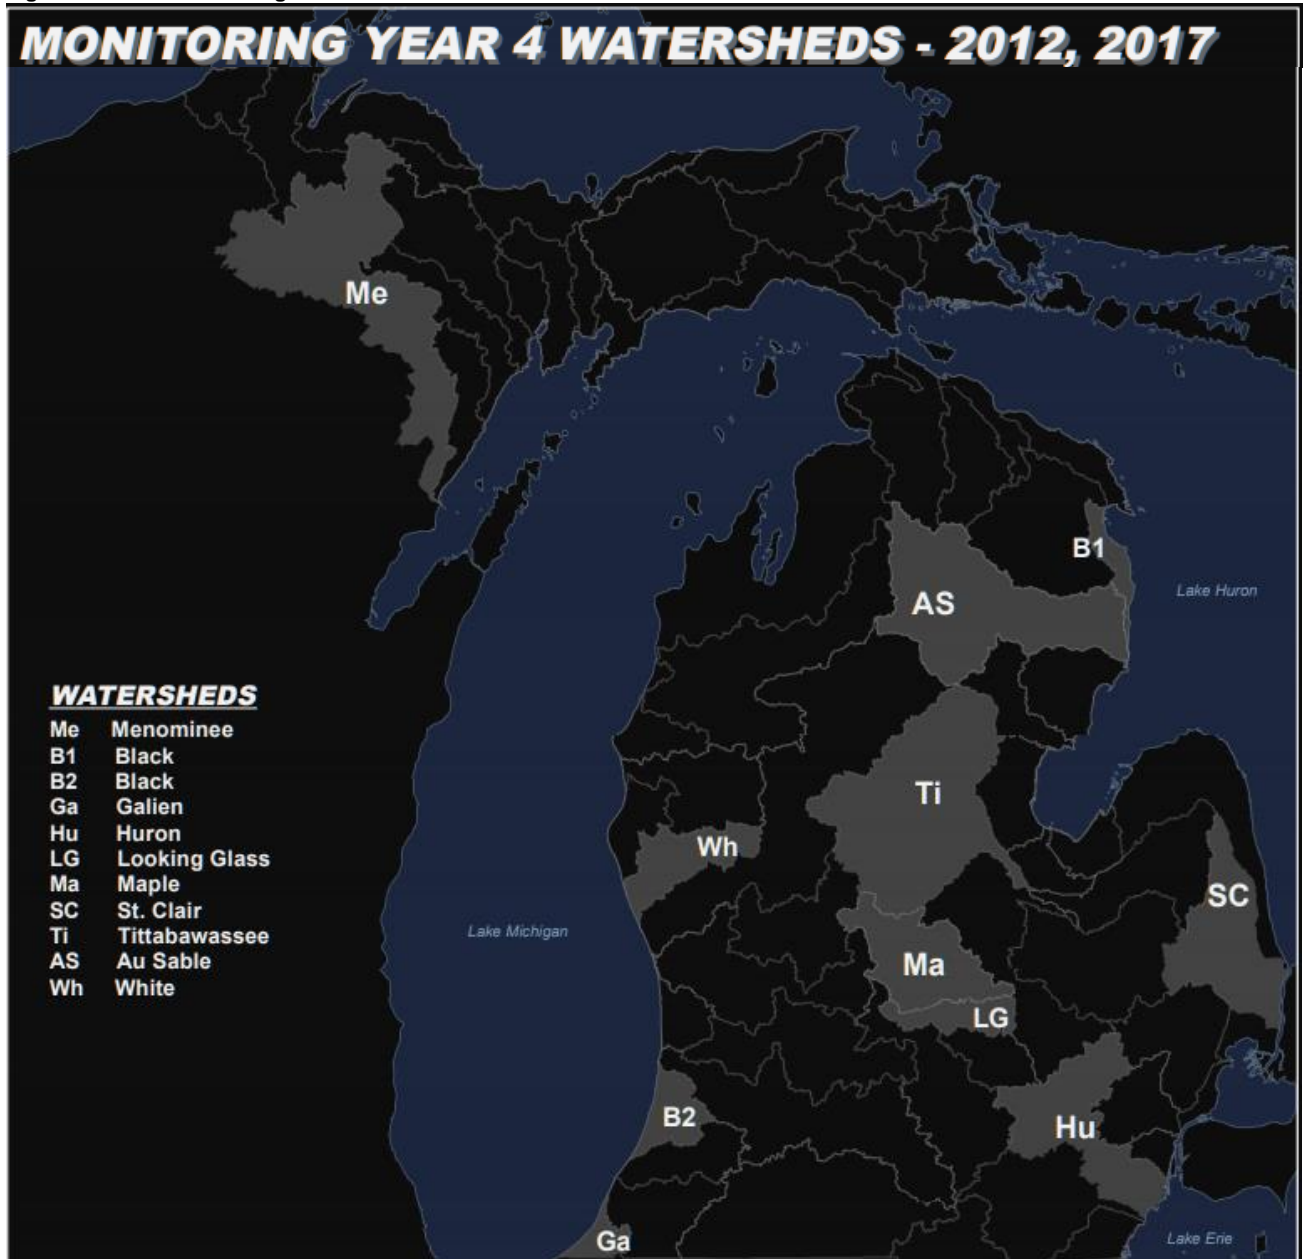 MONITORING YEAR 4 WATERSHEDS - 2012, 2017
Me
B1
Lake Huron
AS
WATERSHEDS
Me Menominee
B1 Black
B2 Black
Ga Galien
Hu Huron
LG Looking Glass
Ma Maple
SC St. Clair
Ti Tittabawassee
AS Au Sable
Wh White
Ti
Wh
SC
Lake Michigan
Ma
LG
B2
Hu
Ga
Lake Erie